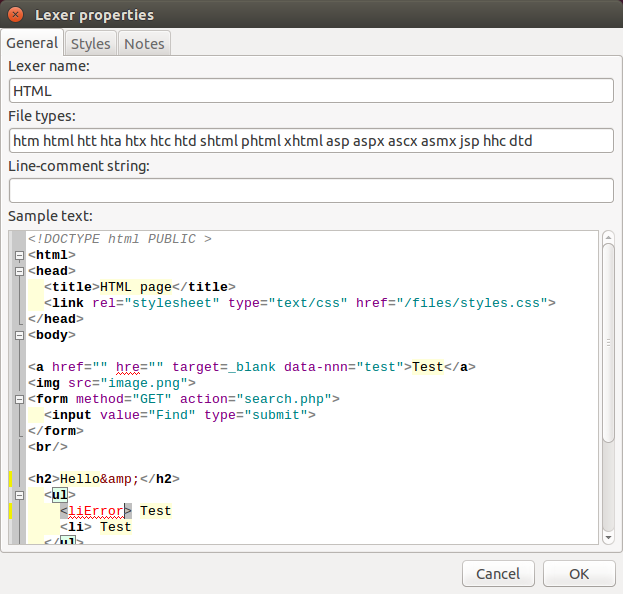 Lexer properties
General Styles Notes
Lexer name:
HTML
File types:
htm html htt hta htx htc htd shtml phtml xhtml asp aspx ascx asmx jsp hhc dtd
Line-comment string:
Sample text:
<!DOCTYPE html PUBLIC >
<html>
<head>
  <title>HTML page</title>
  <link rel="stylesheet" type="text/css" href="/files/styles.css">
</head>
<body>
<a href="" hre="" target=_blank data-nnn="test">Test</a>
<img src="image.png">
<form method="GET" action="search.php">
  <input value="Find" type="submit">
</form>
<br/>
<h2>Hello&amp;</h2>
  <ul>
    <liError> Test
    <li> Test
  </ul>
Cancel OK